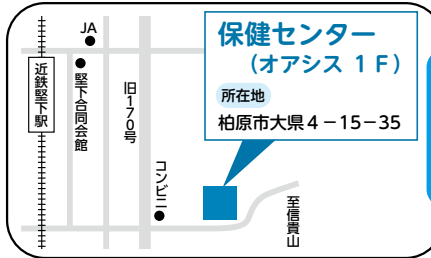 保健センター
（オアシス １Ｆ）
所在地
柏原市大県４－15－35
JA
近鉄堅下駅
堅下合同会館
旧170号
コンビニ
至信貴山